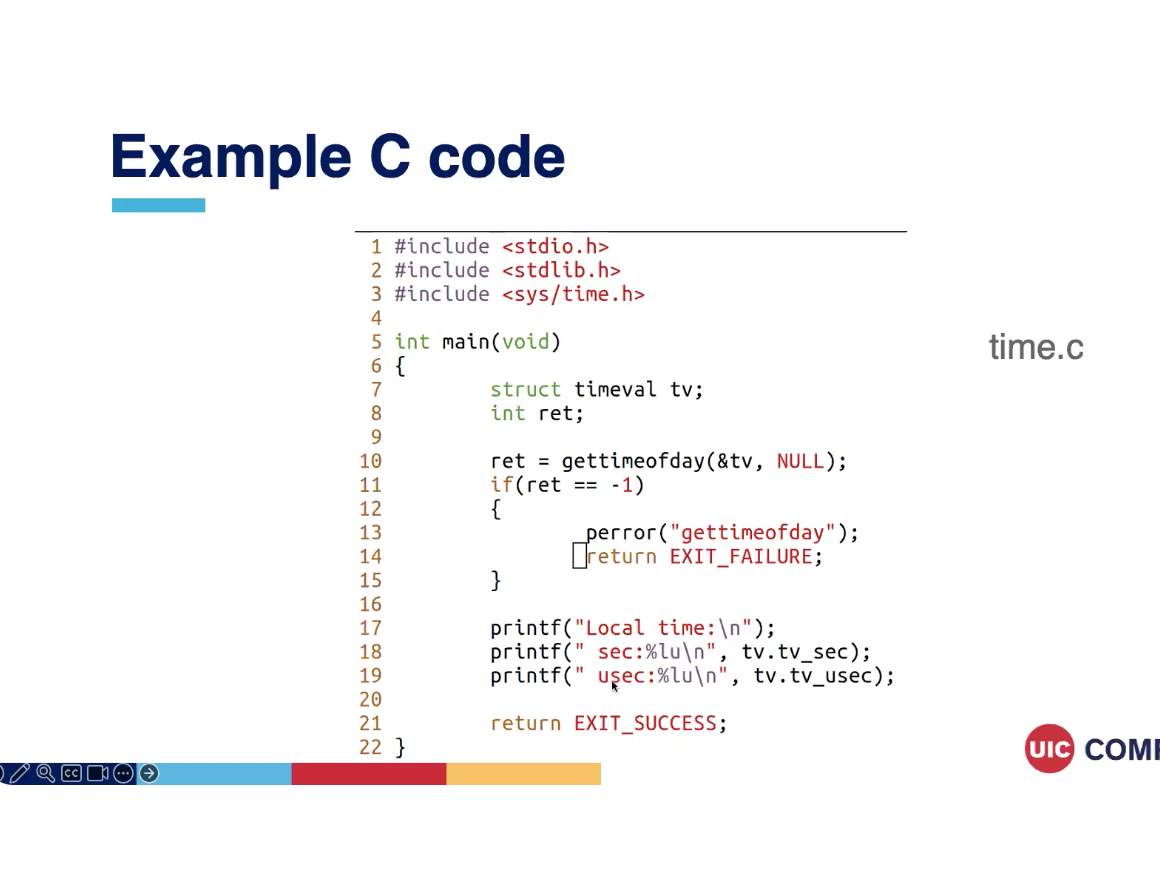 Example C code
1 #include <stdio.h>
2 #include <stdlib.h>
3 #include <sys/time.h>
4
5 int main(void)
6 {
7         struct timeval tv;
8         int ret;
9
10         ret = gettimeofday(&tv, NULL);
11         if(ret == -1)
12         {
13                 perror("gettimeofday");
14                 return EXIT_FAILURE;
15         }
16
17         printf("Local time:\n");
18         printf(" sec:%lu\n", tv.tv_sec);
19         printf(" usec:%lu\n", tv.tv_usec);
20
21         return EXIT_SUCCESS;
22 }
time.c
CC
UIC COM